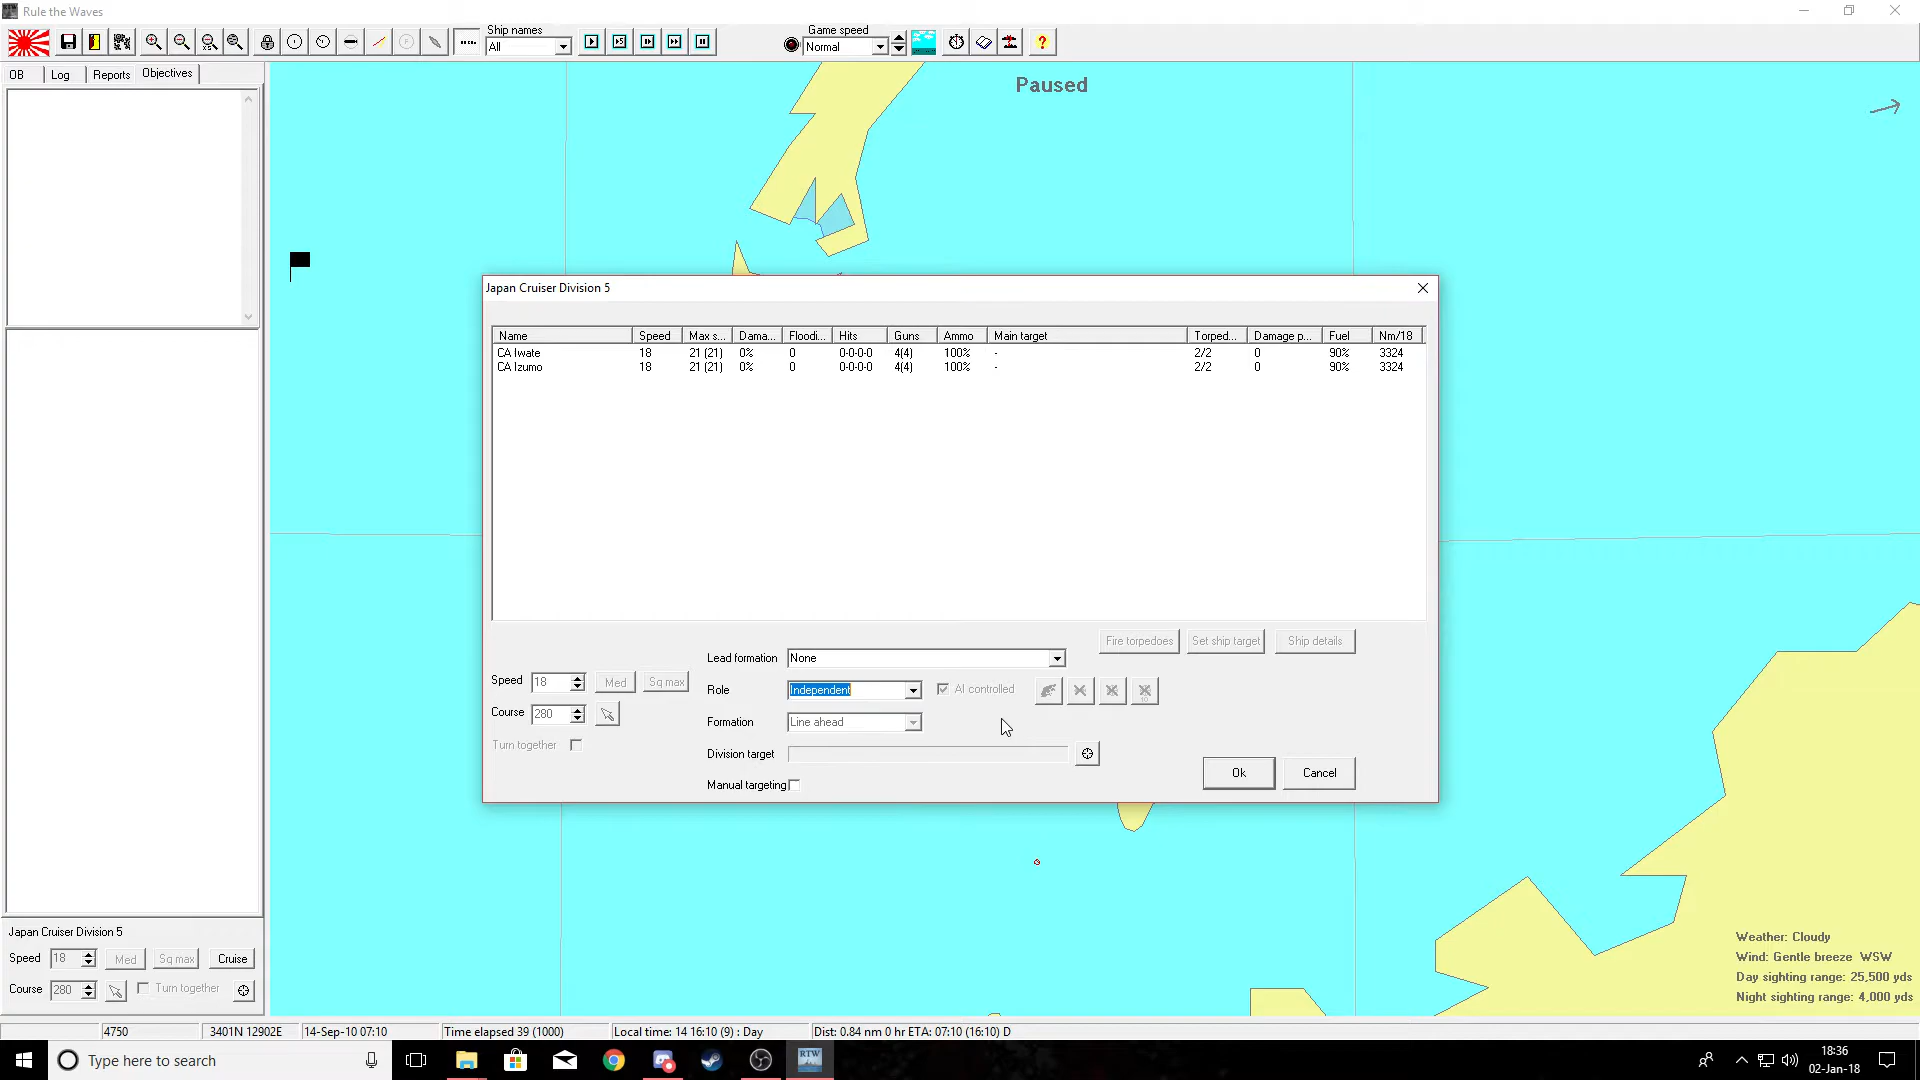 Rule the Waves
Ship names
All
Game speed
Normal
OB Log Reports Objectives
Paused
Japan Cruiser Division 5
Name Speed Max s... Dama... Floodi... Hits Guns Ammo Main target Torped... Damage p... Fuel Nm/18
CA Iwate 18 21 (21) 0% 0 0-0-0-0 4(4) 100% - 2/2 0 90% 3324
CA Izumo 18 21 (21) 0% 0 0-0-0-0 4(4) 100% - 2/2 0 90% 3324
Fire torpedoes Set ship target Ship details
Lead formation None
Speed 18 Med Sq max
Role Independent AI controlled
Course 280
Formation Line ahead
Turn together
Division target
Ok Cancel
Manual targeting
Weather: Cloudy
Wind: Gentle breeze WSW
Day sighting range: 25,500 yds
Night sighting range: 4,000 yds
Japan Cruiser Division 5
Speed 18 Med Sq max Cruise
Course 280 Turn together
4750 3401N 12902E 14-Sep-10 07:10 Time elapsed 39 (1000) Local time: 14 16:10 (9) : Day Dist: 0.84 nm 0 hr ETA: 07:10 (16:10) D
Type here to search
RTW
18:36
02-Jan-18